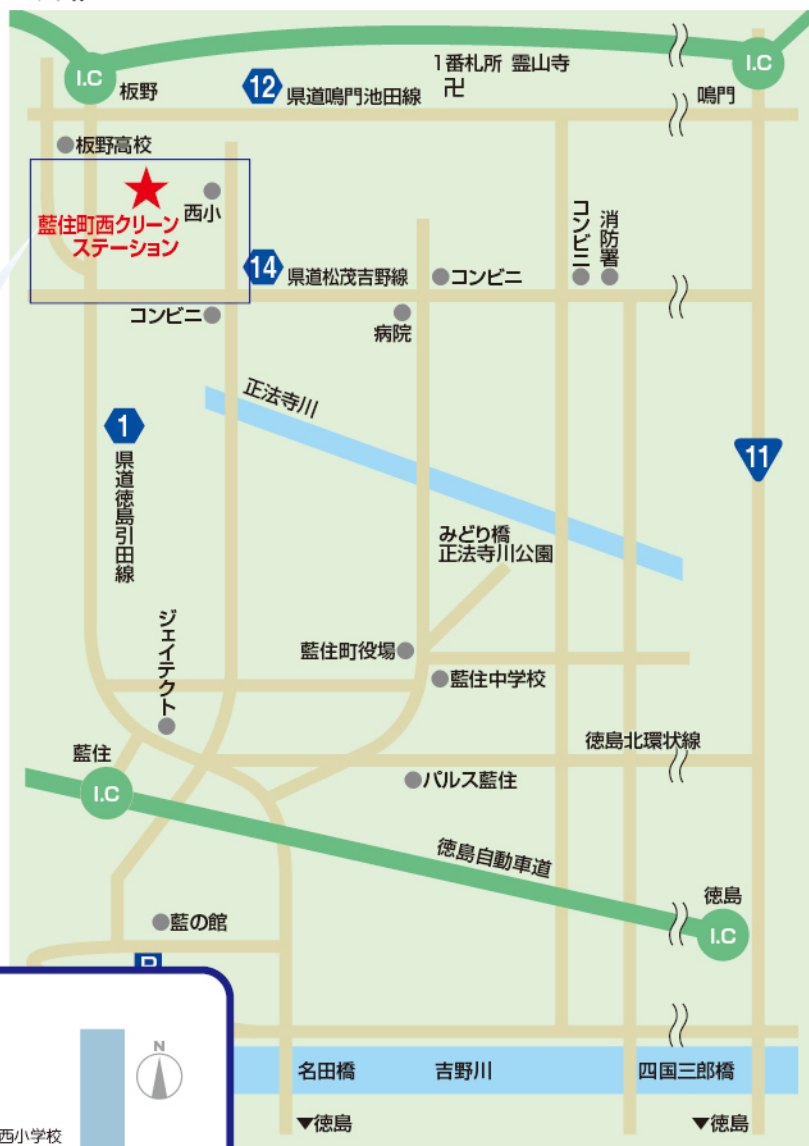 I.C
板野
12
県道鳴門池田線
1番札所 霊山寺
卍
I.C
鳴門
板野高校
藍住町西クリーン
ステーション
西小
14
県道松茂吉野線
コンビニ
コンビニ
消防署
コンビニ
病院
正法寺川
1
県道徳島引田線
11
みどり橋
正法寺川公園
ジェイテクト
藍住町役場
藍住中学校
藍住
I.C
徳島北環状線
パルス藍住
徳島自動車道
徳島
I.C
藍の館
N
名田橋
吉野川
四国三郎橋
西小学校
▼徳島
▼徳島